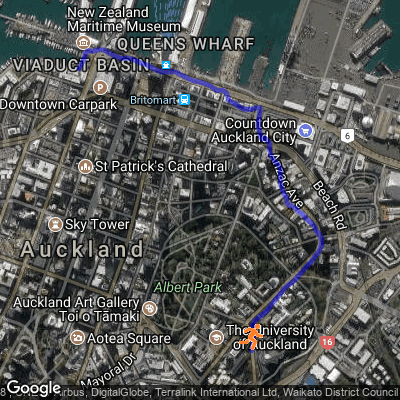 New Zealand
Maritime Museum
QUEENS WHARF
VIADUCT BASIN
Britomart
Downtown Carpark
Countdown
Auckland City
6
St Patrick's Cathedral
Anzac Ave
Beach Rd
Sky Tower
Auckland
Albert Park
Auckland Art Gallery
Toi o Tāmaki
The University
of Auckland
Aotea Square
16
Mayoral Dr
Google
Airbus, DigitalGlobe, Terralink International Ltd, Waikato District Council